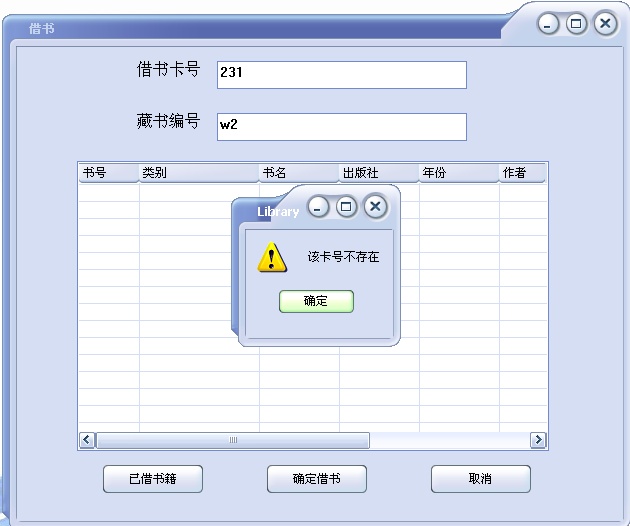 借书
借书卡号 231
藏书编号 w2
书号 类别 书名 出版社 年份 作者
Library
该卡号不存在
确定
已借书籍 确定借书 取消